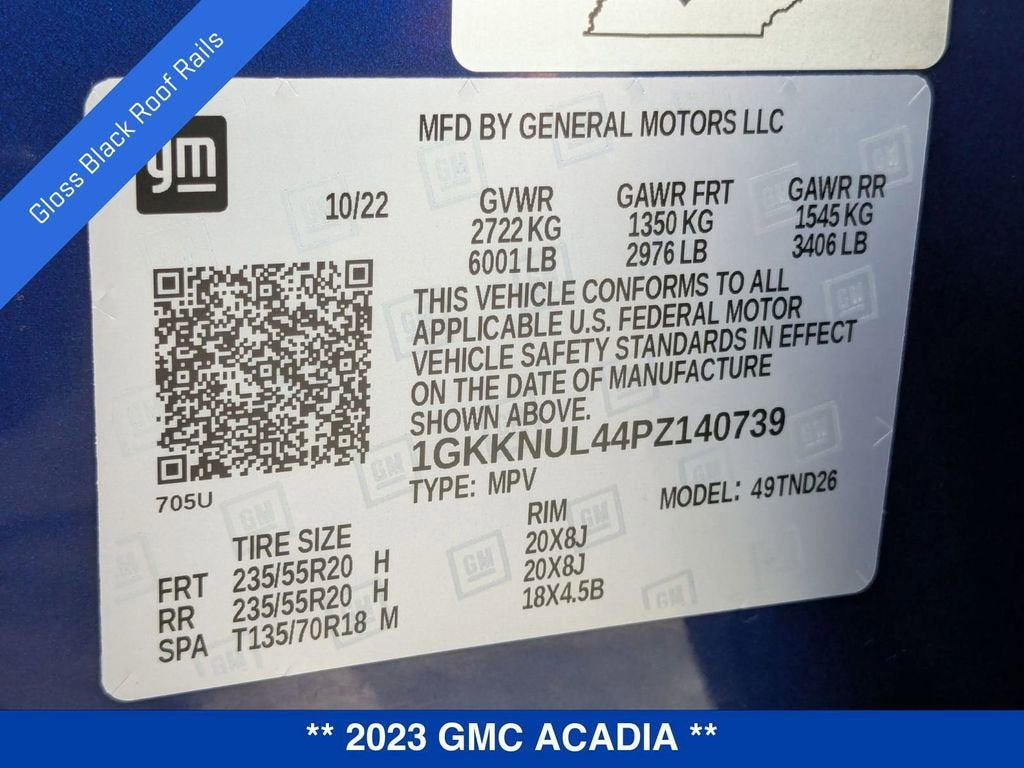 Gloss Black Roof Rails
gm
MFD BY GENERAL MOTORS LLC
10/22
GVWR
2722 KG
6001 LB
GAWR FRT
1350 KG
2976 LB
GAWR RR
1545 KG
3406 LB
THIS VEHICLE CONFORMS TO ALL
APPLICABLE U.S. FEDERAL MOTOR
VEHICLE SAFETY STANDARDS IN EFFECT
ON THE DATE OF MANUFACTURE
SHOWN ABOVE.
1GKKNUL44PZ140739
TYPE: MPV MODEL: 49TND26
705U
TIRE SIZE RIM
FRT 235/55R20 H 20X8J
RR 235/55R20 H 20X8J
SPA T135/70R18 M 18X4.5B
** 2023 GMC ACADIA **